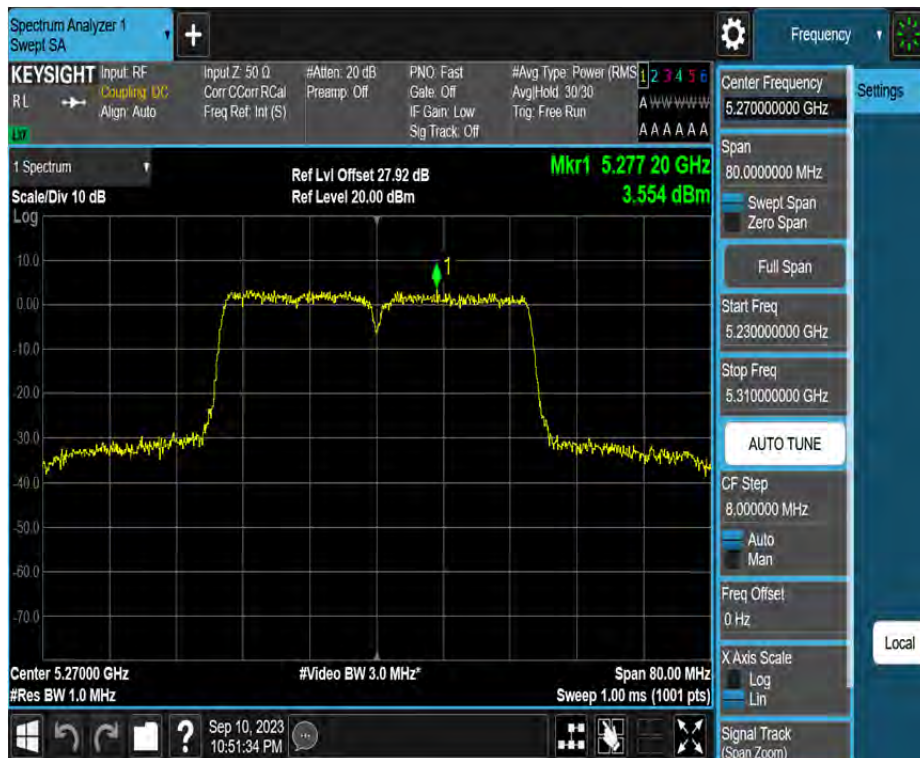 Spectrum Analyzer 1
Swept SA
Frequency
KEYSIGHT
RL
LXI
Input: RF
Coupling: DC
Align: Auto
Input Z: 50 Ω
Corr CCorr RCal
Freq Ref: Int (S)
#Atten: 20 dB
Preamp: Off
PNO: Fast
Gate: Off
IF Gain: Low
Sig Track: Off
#Avg Type: Power (RMS
Avg|Hold: 30/30
Trig: Free Run
1 2 3 4 5 6
A W W W W W
A A A A A A
Center Frequency
5.270000000 GHz
Settings
Span
80.0000000 MHz
Swept Span
Zero Span
Full Span
Start Freq
5.230000000 GHz
Stop Freq
5.310000000 GHz
AUTO TUNE
CF Step
8.000000 MHz
Auto
Man
Freq Offset
0 Hz
X Axis Scale
Log
Lin
Local
Signal Track
(Span Zoom)
1 Spectrum
Scale/Div 10 dB
Log
Ref Lvl Offset 27.92 dB
Ref Level 20.00 dBm
Mkr1 5.277 20 GHz
3.554 dBm
10.0
1
0.00
-10.0
-20.0
-30.0
-40.0
-50.0
-60.0
-70.0
Center 5.27000 GHz
#Res BW 1.0 MHz
#Video BW 3.0 MHz*
Span 80.00 MHz
Sweep 1.00 ms (1001 pts)
?
Sep 10, 2023
10:51:34 PM